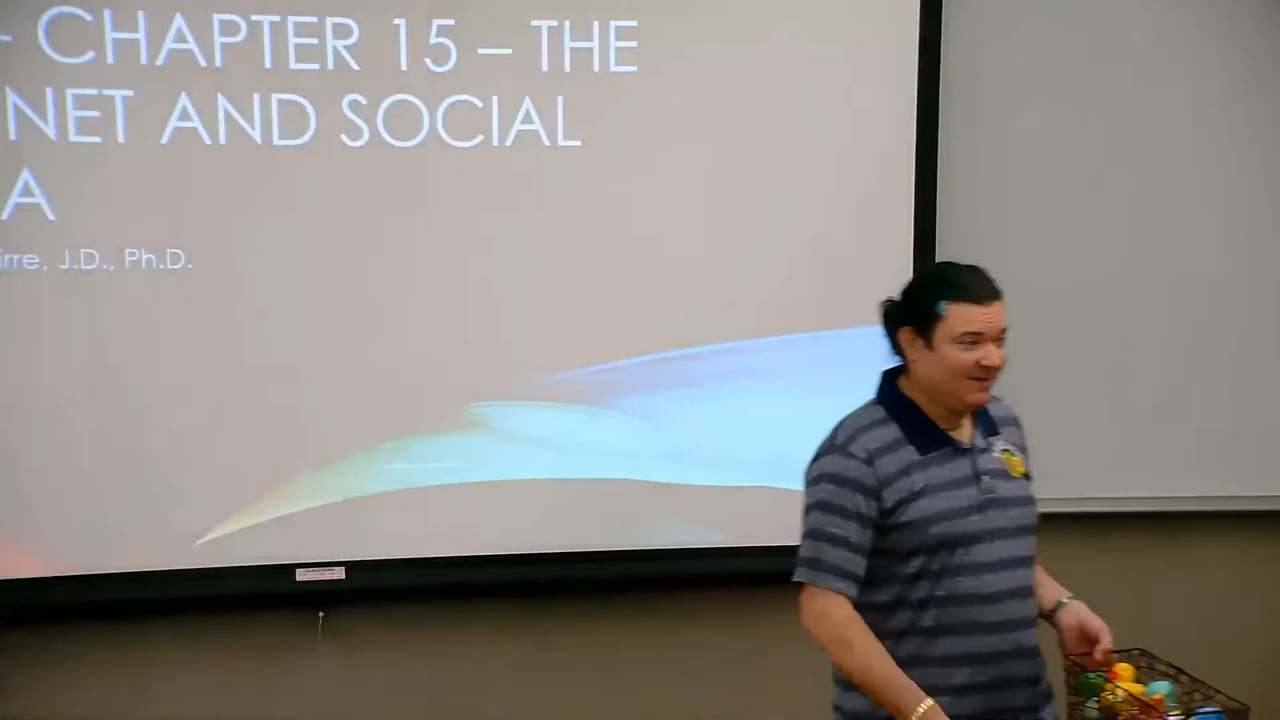 - CHAPTER 15 – THE
NET AND SOCIAL
A
irre, J.D., Ph.D.